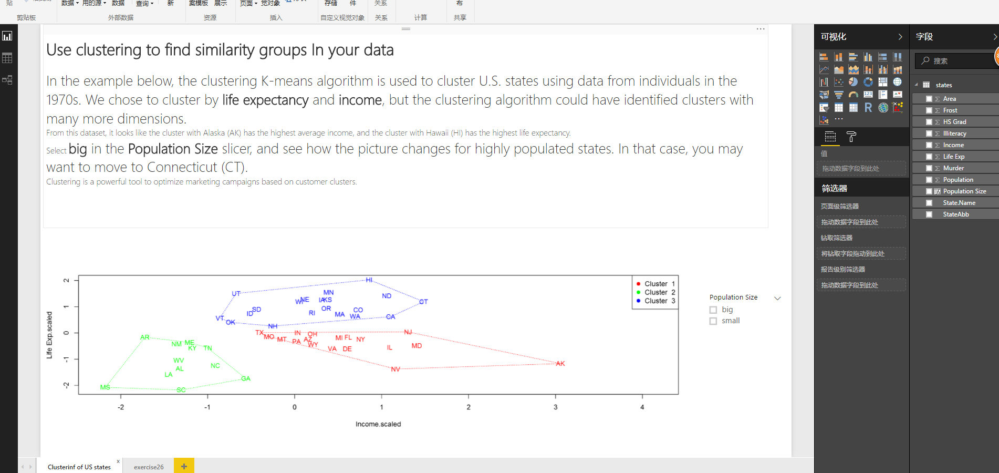 贴
数据 用的源 数据
查询
新
案模板 展示
页面 觉对象
存储 件
关系
布
剪贴板
外部数据
资源
插入
自定义视觉对象
关系
计算
共享
Use clustering to find similarity groups In your data
In the example below, the clustering K-means algorithm is used to cluster U.S. states using data from individuals in the
1970s. We chose to cluster by life expectancy and income, but the clustering algorithm could have identified clusters with
many more dimensions.
From this dataset, it looks like the cluster with Alaska (AK) has the highest average income, and the cluster with Hawaii (HI) has the highest life expectancy.
Select big in the Population Size slicer, and see how the picture changes for highly populated states. In that case, you may
want to move to Connecticut (CT).
Clustering is a powerful tool to optimize marketing campaigns based on customer clusters.
Life Exp.scaled
2
1
0
-1
-2
HI
UT
MN
ND
NE
WI
IA
KS
CT
SD
OR
CO
ID
RI
MA
WA
CA
VT
OK
NH
TX
IN
OH
NJ
MO
MT
PA
AZ
MI
FL
NY
WY
VA
DE
IL
MD
NV
AK
AR
NM
ME
KY
TN
WV
AL
NC
LA
GA
MS
SC
Cluster 1
Cluster 2
Cluster 3
-2 -1 0 1 2 3 4
Income.scaled
Population Size
big
small
Clusterinf of US states
x
exercise26
+
可视化
123
R
值
拖动数据字段到此处
筛选器
页面级筛选器
拖动数据字段到此处
钻取筛选器
将钻取字段拖动到此处
报告级别筛选器
拖动数据字段到此处
字段
搜索
states
Σ Area
Σ Frost
Σ HS Grad
Σ Illiteracy
Σ Income
Σ Life Exp
Σ Murder
Σ Population
Population Size
State.Name
StateAbb